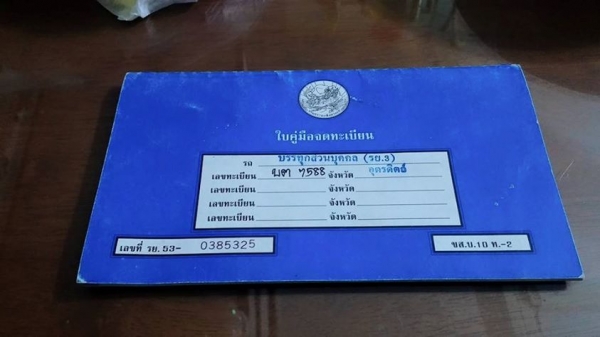 ใบคู่มือจดทะเบียน
รถ บรรทุกส่วนบุคคล (รย.3)
เลขทะเบียน 7588 จังหวัด อุตรดิตถ์
เลขทะเบียน จังหวัด
เลขทะเบียน จังหวัด
เลขทะเบียน จังหวัด
เลขที่ รย. 53- 0385325
ขส.บ.10 ท.-2